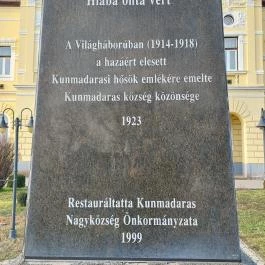 Hiába onta vért
A Világháborúban (1914-1918)
a hazáért elesett
Kunmadarasi hősök emlékére emelte
Kunmadaras község közönsége
1923
Restauráltatta Kunmadaras
Nagyközség Önkormányzata
1999